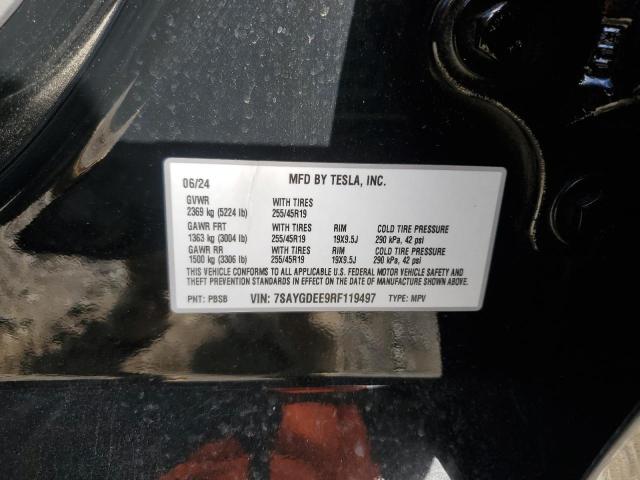 06/24 MFD BY TESLA, INC.
GVWR WITH TIRES
2369 kg (5224 lb) 255/45R19
GAWR FRT WITH TIRES RIM COLD TIRE PRESSURE
1363 kg (3004 lb) 255/45R19 19X9.5J 290 kPa, 42 psi
GAWR RR WITH TIRES RIM COLD TIRE PRESSURE
1500 kg (3306 lb) 255/45R19 19X9.5J 290 kPa, 42 psi
THIS VEHICLE CONFORMS TO ALL APPLICABLE U.S. FEDERAL MOTOR VEHICLE SAFETY AND
THEFT PREVENTION STANDARDS IN EFFECT ON THE DATE OF MANUFACTURE SHOWN ABOVE.
PNT: PBSB VIN: 7SAYGDEE9RF119497 TYPE: MPV